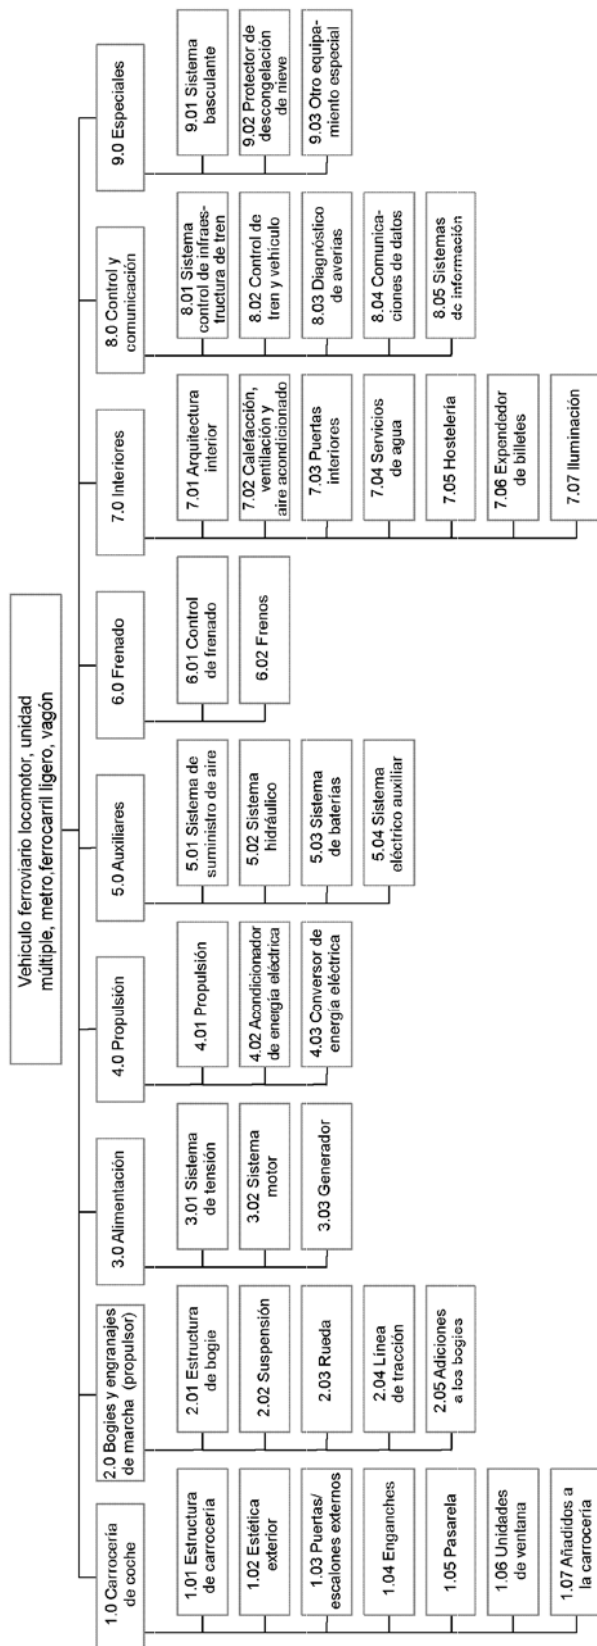 Vehiculo ferroviario locomotor, unidad
múltiple, metro,ferrocarril ligero, vagón
1.0 Carrocería
de coche
1.01 Estructura
de carrocería
1.02 Estética
exterior
1.03 Puertas/
escalones externos
1.04 Enganches
1.05 Pasarela
1.06 Unidades
de ventana
1.07 Añadidos a
la carrocería
2.0 Bogies y engranajes
de marcha (propulsor)
2.01 Estructura
de bogie
2.02 Suspensión
2.03 Rueda
2.04 Línea
de tracción
2.05 Adiciones
a los bogies
3.0 Alimentación
3.01 Sistema
de tensión
3.02 Sistema
motor
3.03 Generador
4.0 Propulsión
4.01 Propulsión
4.02 Acondicionador
de energía eléctrica
4.03 Conversor de
energía eléctrica
5.0 Auxiliares
5.01 Sistema de
suministro de aire
5.02 Sistema
hidráulico
5.03 Sistema
de baterías
5.04 Sistema
eléctrico auxiliar
6.0 Frenado
6.01 Control
de frenado
6.02 Frenos
7.0 Interiores
7.01 Arquitectura
interior
7.02 Calefacción,
ventilación y
aire acondicionado
7.03 Puertas
interiores
7.04 Servicios
de agua
7.05 Hostelería
7.06 Expendedor
de billetes
7.07 Iluminación
8.0 Control y
comunicación
8.01 Sistema
control de infraes-
tructura de tren
8.02 Control de
tren y vehículo
8.03 Diagnóstico
de averias
8.04 Comunica-
ciones de datos
8.05 Sistemas
de información
9.0 Especiales
9.01 Sistema
basculante
9.02 Protector de
descongelación
de nieve
9.03 Otro equipa-
miento especial